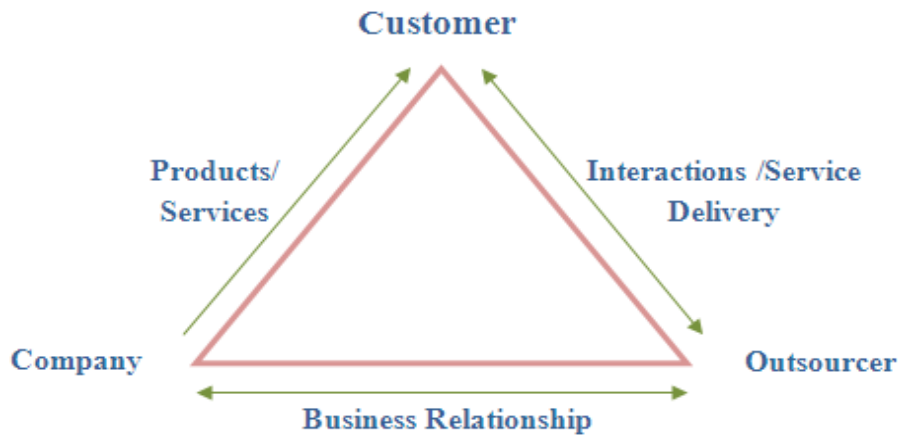 Customer
Products/
Services
Interactions /Service
Delivery
Company
Outsourcer
Business Relationship